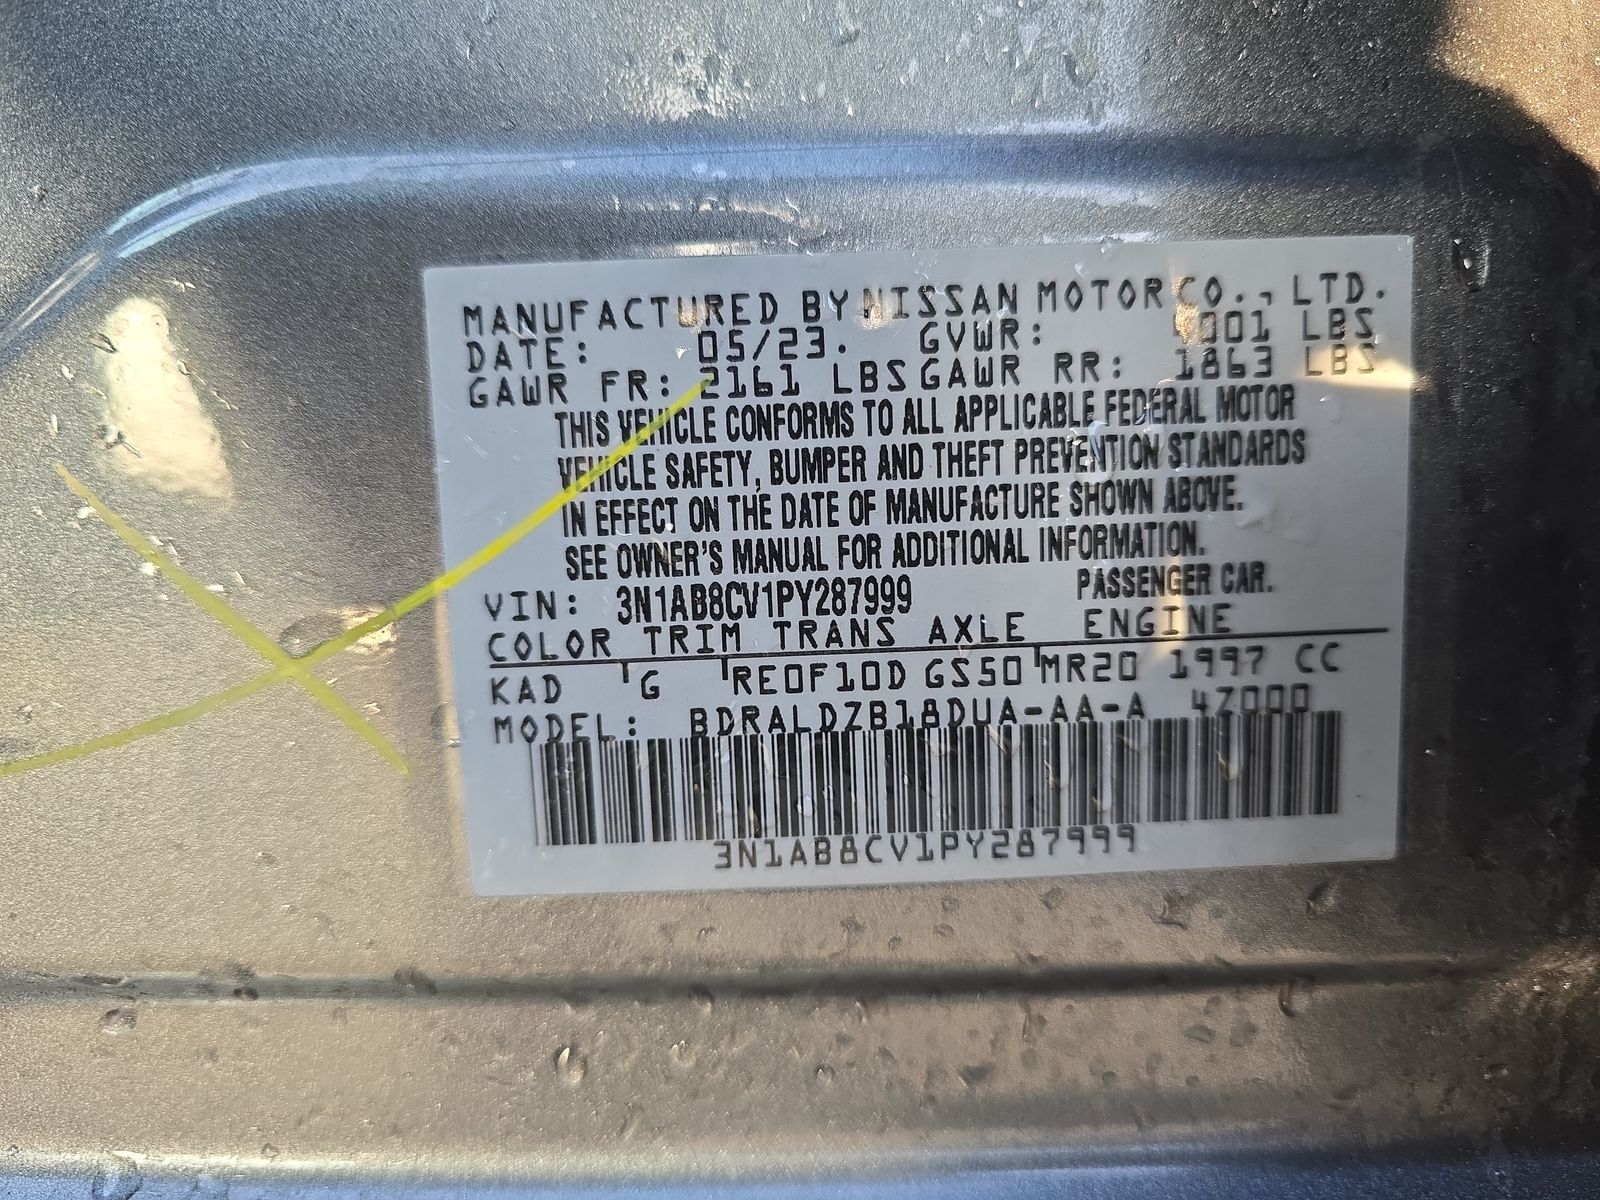 MANUFACTURED BY NISSAN MOTOR CO., LTD.
DATE: 05/23. GVWR: 4001 LBS
GAWR FR: 2161 LBS GAWR RR: 1863 LBS
THIS VEHICLE CONFORMS TO ALL APPLICABLE FEDERAL MOTOR
VEHICLE SAFETY, BUMPER AND THEFT PREVENTION STANDARDS
IN EFFECT ON THE DATE OF MANUFACTURE SHOWN ABOVE.
SEE OWNER'S MANUAL FOR ADDITIONAL INFORMATION.
VIN: 3N1AB8CV1PY287999 PASSENGER CAR.
COLOR TRIM TRANS AXLE ENGINE
KAD G RE0F10D GS50 MR20 1997 CC
MODEL: BDRALDZB18DUA-AA-A 4Z000
3N1AB8CV1PY287999